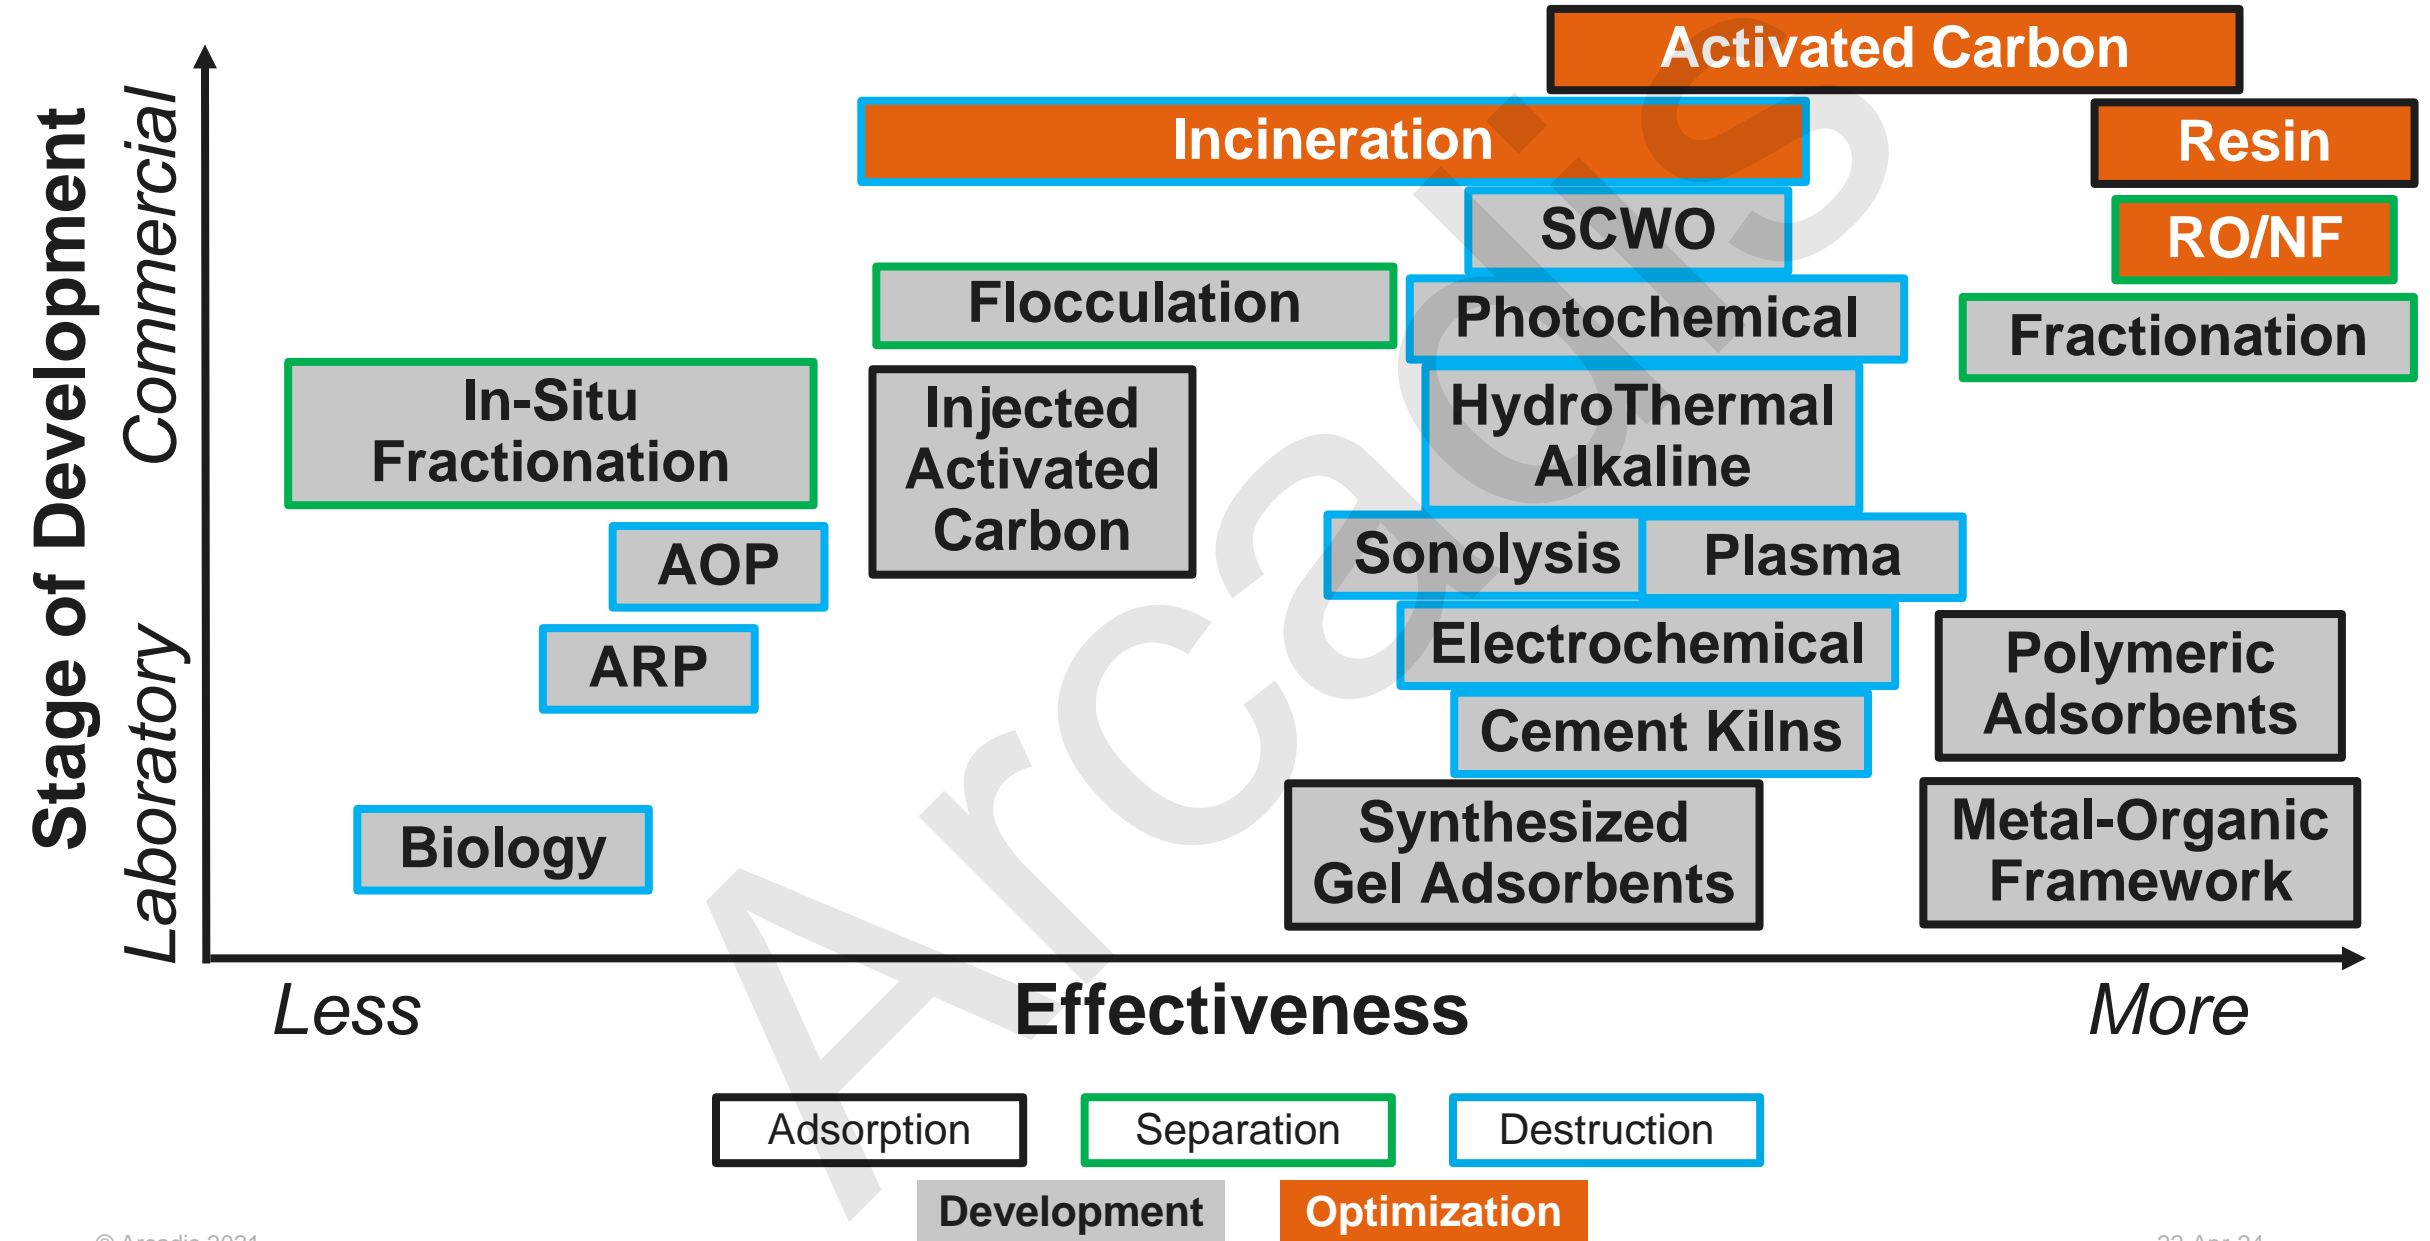 Activated Carbon
Incineration
Resin
SCWO
RO/NF
Flocculation
Photochemical
Fractionation
In-Situ
Fractionation
Injected
Activated
Carbon
HydroThermal
Alkaline
AOP
Sonolysis
Plasma
ARP
Electrochemical
Polymeric
Adsorbents
Cement Kilns
Biology
Synthesized
Gel Adsorbents
Metal-Organic
Framework
Stage of Development
Commercial
Laboratory
Less
Effectiveness
More
Adsorption
Separation
Destruction
Development
Optimization
Arcadis
© Arcadis 2021